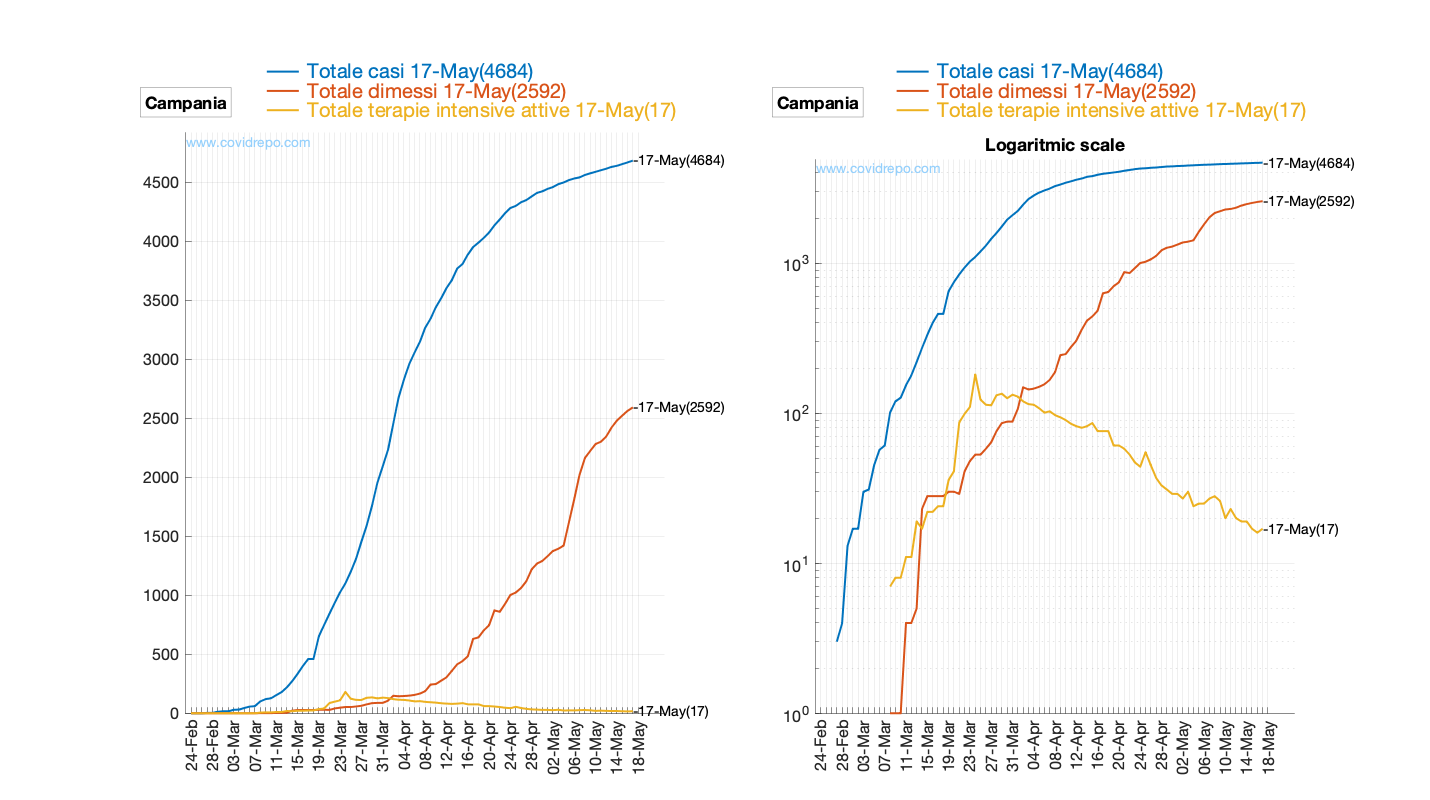 Totale casi 17-May(4684)
Totale dimessi 17-May(2592)
Totale terapie intensive attive 17-May(17)
Campania
www.covidrepo.com
4500
4000
3500
3000
2500
2000
1500
1000
500
0
-17-May(4684)
-17-May(2592)
-17-May(17)
24-Feb
28-Feb
03-Mar
07-Mar
11-Mar
15-Mar
19-Mar
23-Mar
27-Mar
31-Mar
04-Apr
08-Apr
12-Apr
16-Apr
20-Apr
24-Apr
28-Apr
02-May
06-May
10-May
14-May
18-May
Totale casi 17-May(4684)
Totale dimessi 17-May(2592)
Totale terapie intensive attive 17-May(17)
Campania
Logaritmic scale
www.covidrepo.com
10³
10²
10¹
10⁰
-17-May(4684)
-17-May(2592)
-17-May(17)
24-Feb
28-Feb
03-Mar
07-Mar
11-Mar
15-Mar
19-Mar
23-Mar
27-Mar
31-Mar
04-Apr
08-Apr
12-Apr
16-Apr
20-Apr
24-Apr
28-Apr
02-May
06-May
10-May
14-May
18-May